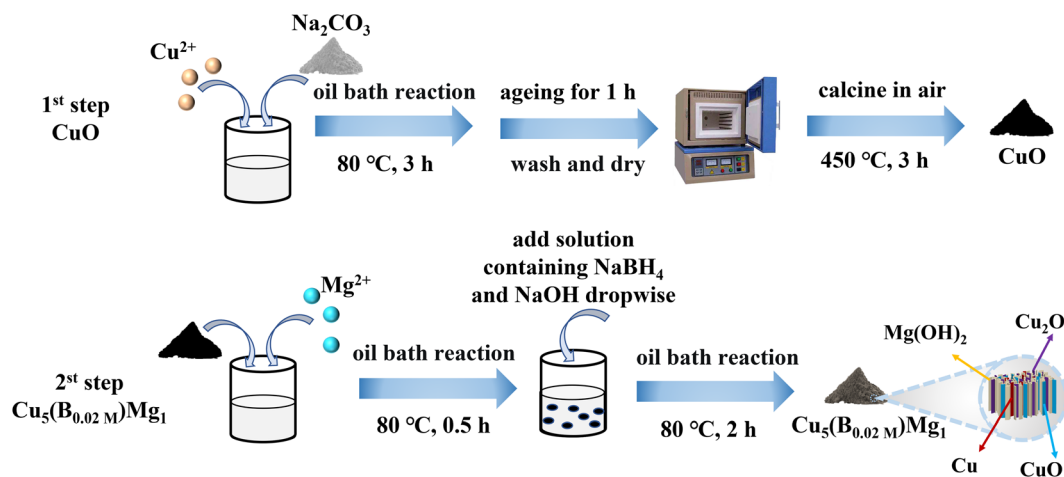 Cu²⁺
Na₂CO₃
1ˢᵗ step
CuO
oil bath reaction
80 ℃, 3 h
ageing for 1 h
wash and dry
calcine in air
450 ℃, 3 h
CuO
2ˢᵗ step
Cu₅(B₀.₀₂ ₘ)Mg₁
Mg²⁺
oil bath reaction
80 ℃, 0.5 h
add solution
containing NaBH₄
and NaOH dropwise
oil bath reaction
80 ℃, 2 h
Cu₅(B₀.₀₂ ₘ)Mg₁
Mg(OH)₂
Cu₂O
Cu
CuO